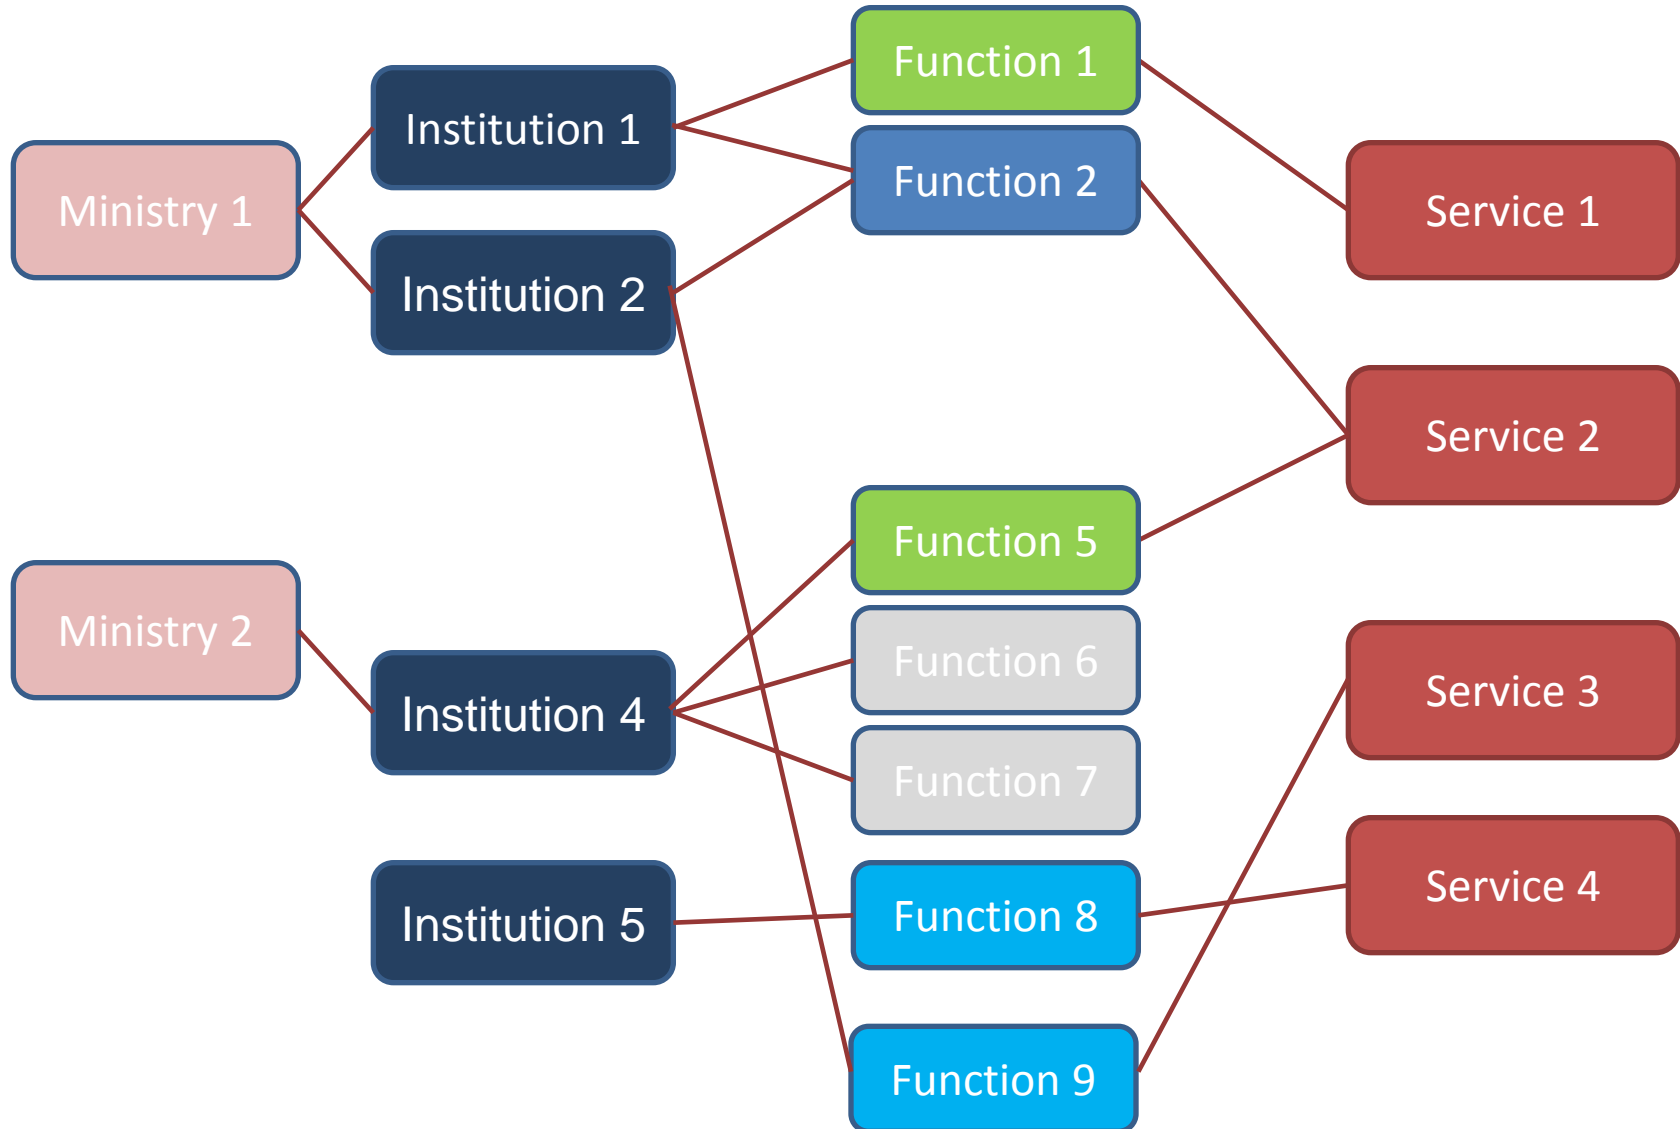 Ministry 1
Ministry 2
Institution 1
Institution 2
Institution 4
Institution 5
Function 1
Function 2
Function 5
Function 6
Function 7
Function 8
Function 9
Service 1
Service 2
Service 3
Service 4